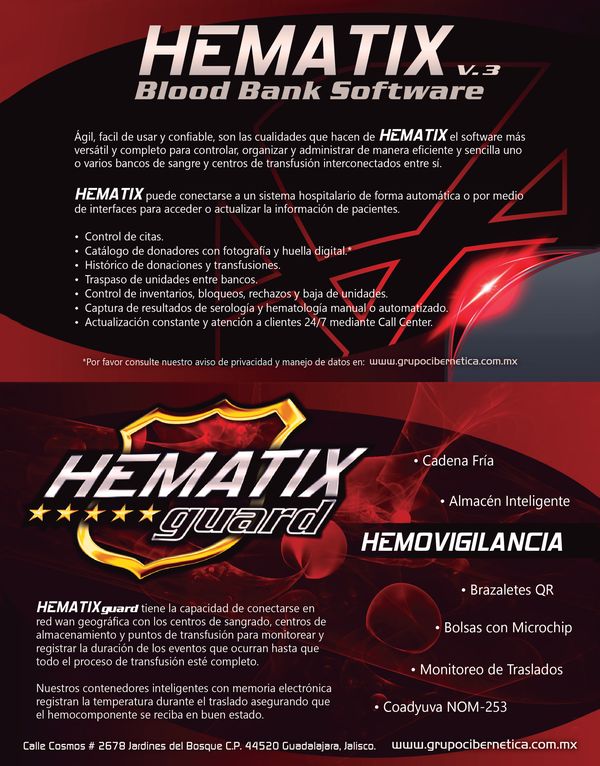 HEMATIX V.3
Blood Bank Software
Ágil, facil de usar y confiable, son las cualidades que hacen de HEMATIX el software más
versátil y completo para controlar, organizar y administrar de manera eficiente y sencilla uno
o varios bancos de sangre y centros de transfusión interconectados entre sí.
HEMATIX puede conectarse a un sistema hospitalario de forma automática o por medio
de interfaces para acceder o actualizar la información de pacientes.
• Control de citas.
• Catálogo de donadores con fotografía y huella digital.*
• Histórico de donaciones y transfusiones.
• Traspaso de unidades entre bancos.
• Control de inventarios, bloqueos, rechazos y baja de unidades.
• Captura de resultados de serología y hematología manual o automatizado.
• Actualización constante y atención a clientes 24/7 mediante Call Center.
*Por favor consulte nuestro aviso de privacidad y manejo de datos en: www.grupocibernetica.com.mx
HEMATIX
guard
• Cadena Fría
• Almacén Inteligente
HEMOVIGILANCIA
• Brazaletes QR
• Bolsas con Microchip
• Monitoreo de Traslados
• Coadyuva NOM-253
HEMATIXguard tiene la capacidad de conectarse en
red wan geográfica con los centros de sangrado, centros de
almacenamiento y puntos de transfusión para monitorear y
registrar la duración de los eventos que ocurran hasta que
todo el proceso de transfusión esté completo.
Nuestros contenedores inteligentes con memoria electrónica
registran la temperatura durante el traslado asegurando que
el hemocomponente se reciba en buen estado.
Calle Cosmos # 2678 Jardines del Bosque C.P. 44520 Guadalajara, Jalisco. www.grupocibernetica.com.mx